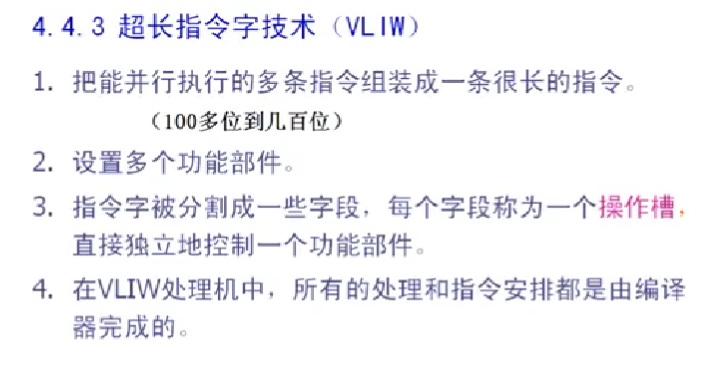 4.4.3 超长指令字技术（VLIW）
1. 把能并行执行的多条指令组装成一条很长的指令。
（100多位到几百位）
2. 设置多个功能部件。
3. 指令字被分割成一些字段，每个字段称为一个操作槽，
直接独立地控制一个功能部件。
4. 在VLIW处理机中，所有的处理和指令安排都是由编译
器完成的。